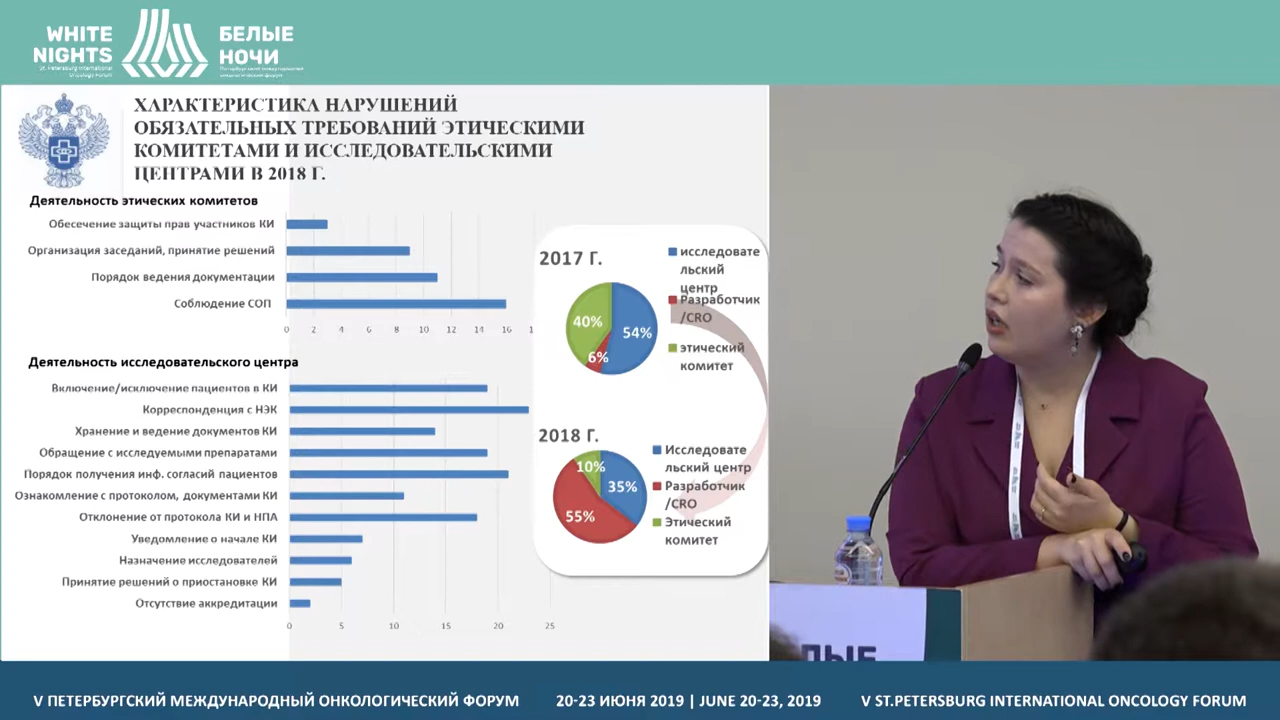 WHITE
NIGHTS
St. Petersburg International
Oncology Forum
БЕЛЫЕ
НОЧИ
ХАРАКТЕРИСТИКА НАРУШЕНИЙ
ОБЯЗАТЕЛЬНЫХ ТРЕБОВАНИЙ ЭТИЧЕСКИМИ
КОМИТЕТАМИ И ИССЛЕДОВАТЕЛЬСКИМИ
ЦЕНТРАМИ В 2018 Г.
Деятельность этических комитетов
Обесечение защиты прав участников КИ
Организация заседаний, принятие решений
Порядок ведения документации
Соблюдение СОП
0 2 4 6 8 10 12 14 16 1
Деятельность исследовательского центра
Включение/исключение пациентов в КИ
Корреспонденция с НЭК
Хранение и ведение документов КИ
Обращение с исследуемыми препаратами
Порядок получения инф. согласий пациентов
Ознакомление с протоколом, документами КИ
Отклонение от протокола КИ и НПА
Уведомление о начале КИ
Назначение исследователей
Принятие решений о приостановке КИ
Отсутствие аккредитации
0 5 10 15 20 25
2017 Г.
40%
54%
6%
исследовате
льский
центр
Разработчик
/CRO
этический
комитет
2018 Г.
10%
35%
55%
Исследовате
льский центр
Разработчик
/CRO
Этический
комитет
V ПЕТЕРБУРГСКИЙ МЕЖДУНАРОДНЫЙ ОНКОЛОГИЧЕСКИЙ ФОРУМ
20-23 ИЮНЯ 2019 | JUNE 20-23, 2019
V ST.PETERSBURG INTERNATIONAL ONCOLOGY FORUM